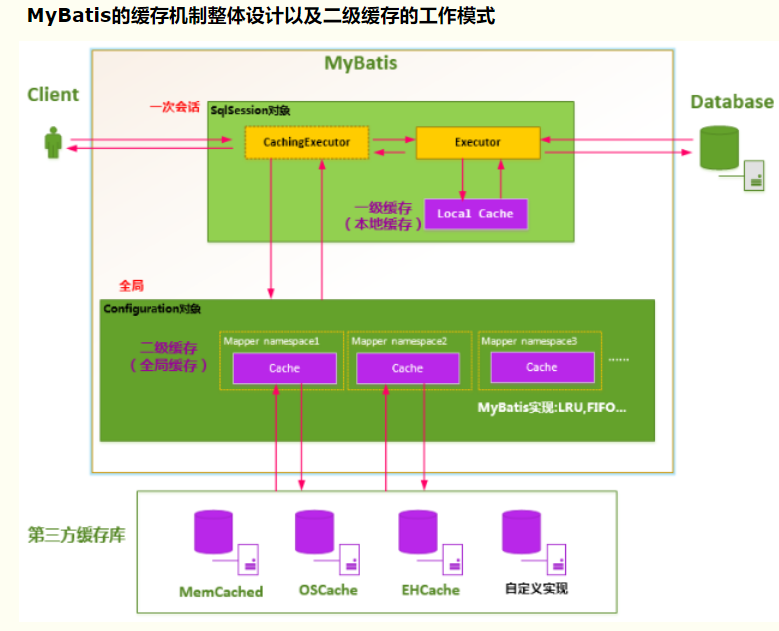 MyBatis的缓存机制整体设计以及二级缓存的工作模式
MyBatis
Client
Database
一次会话
SqlSession对象
CachingExecutor
Executor
一级缓存
（本地缓存）
Local Cache
全局
Configuration对象
二级缓存
（全局缓存）
Mapper namespace1
Cache
Mapper namespace2
Cache
Mapper namespace3
Cache
......
MyBatis实现:LRU,FIFO...
第三方缓存库
MemCached
OSCache
EHCache
自定义实现